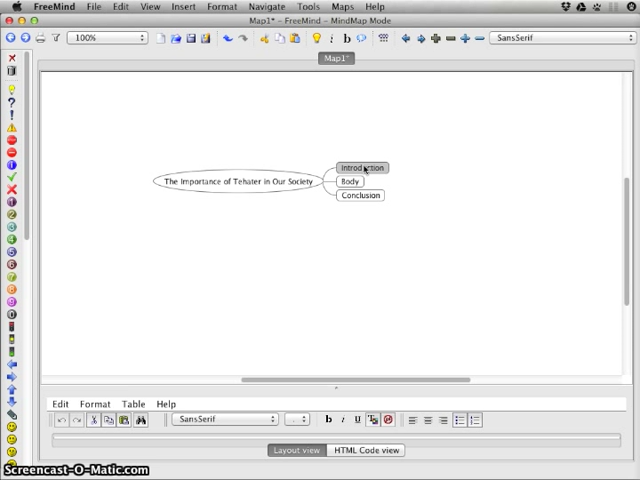 FreeMind File Edit View Insert Format Navigate Tools Maps Help
Map1* – FreeMind – MindMap Mode
100% SansSerif
Map1*
Introduction
The Importance of Tehater in Our Society
Body
Conclusion
Edit Format Table Help
SansSerif b i U
Layout view HTML Code view
Screencast-O-Matic.com